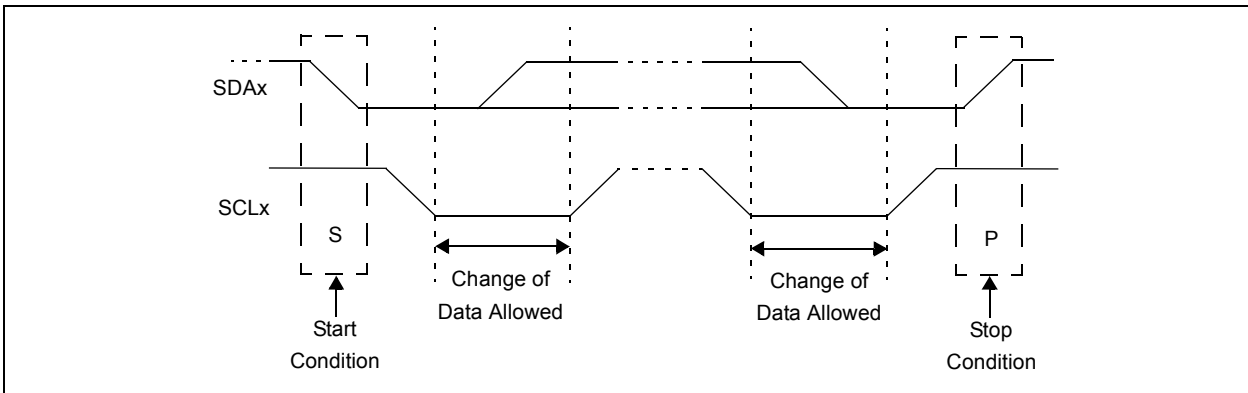 SDAx
SCLx
S
P
Change of
Data Allowed
Change of
Data Allowed
Start
Condition
Stop
Condition